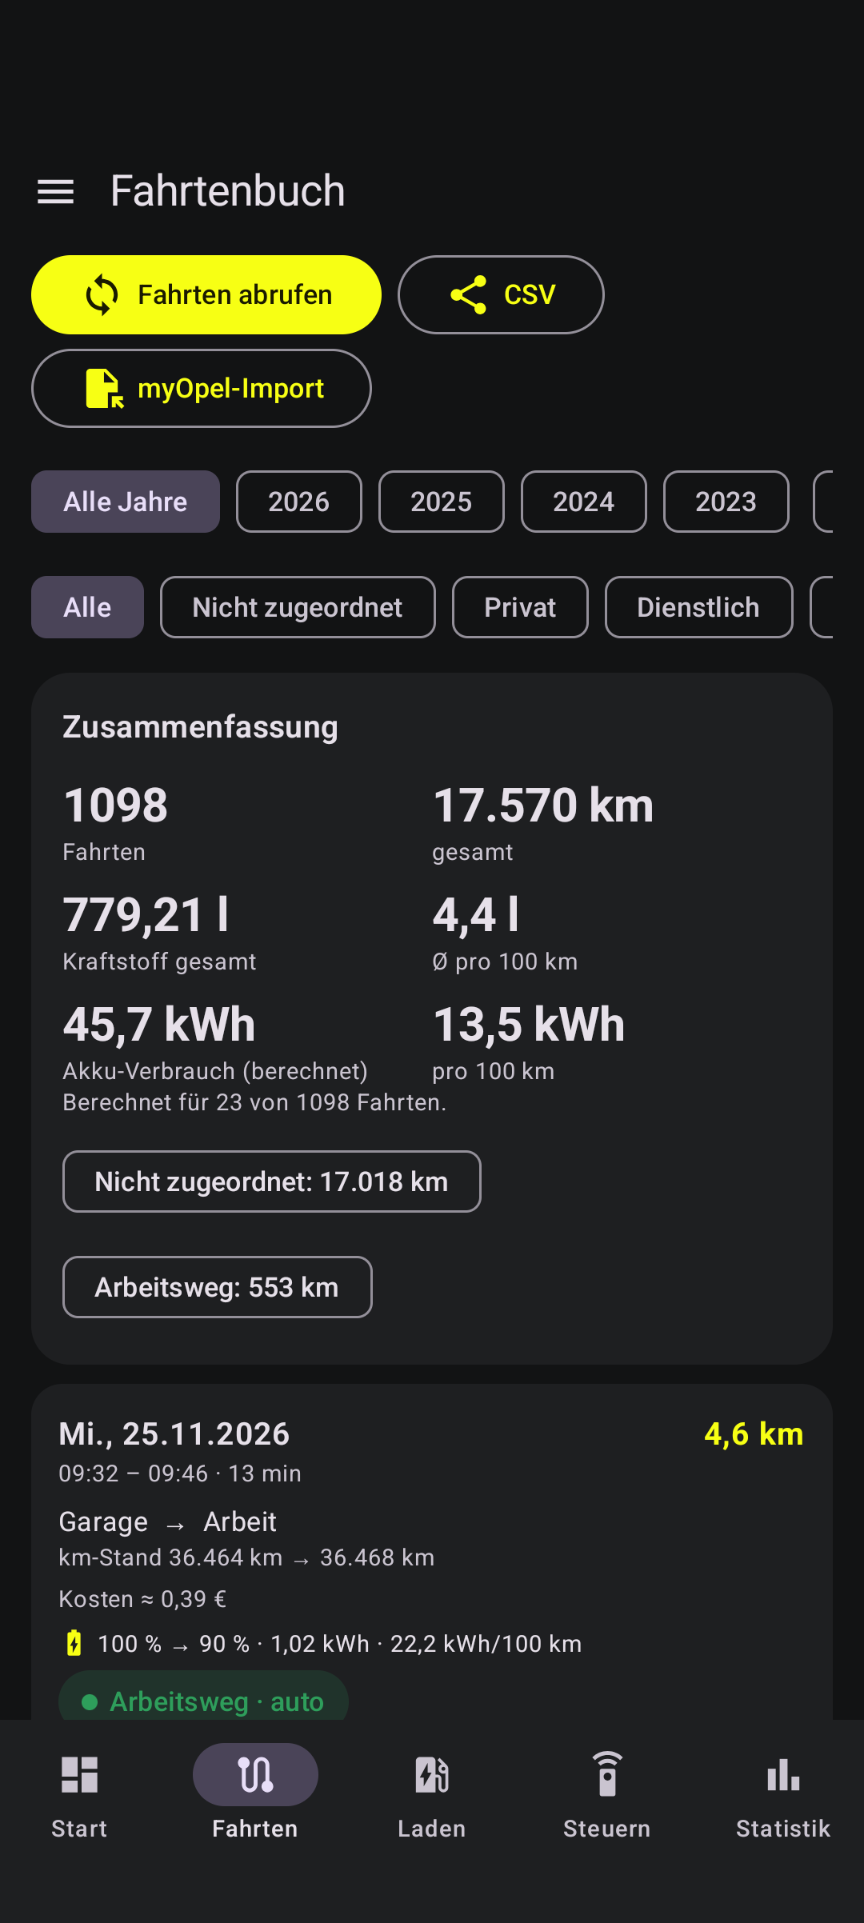 Fahrtenbuch
Fahrten abrufen
CSV
myOpel-Import
Alle Jahre 2026 2025 2024 2023
Alle Nicht zugeordnet Privat Dienstlich
Zusammenfassung
1098 17.570 km
Fahrten gesamt
779,21 l 4,4 l
Kraftstoff gesamt Ø pro 100 km
45,7 kWh 13,5 kWh
Akku-Verbrauch (berechnet) pro 100 km
Berechnet für 23 von 1098 Fahrten.
Nicht zugeordnet: 17.018 km
Arbeitsweg: 553 km
Mi., 25.11.2026 4,6 km
09:32 – 09:46 · 13 min
Garage → Arbeit
km-Stand 36.464 km → 36.468 km
Kosten ≈ 0,39 €
100 % → 90 % · 1,02 kWh · 22,2 kWh/100 km
Arbeitsweg · auto
Start Fahrten Laden Steuern Statistik